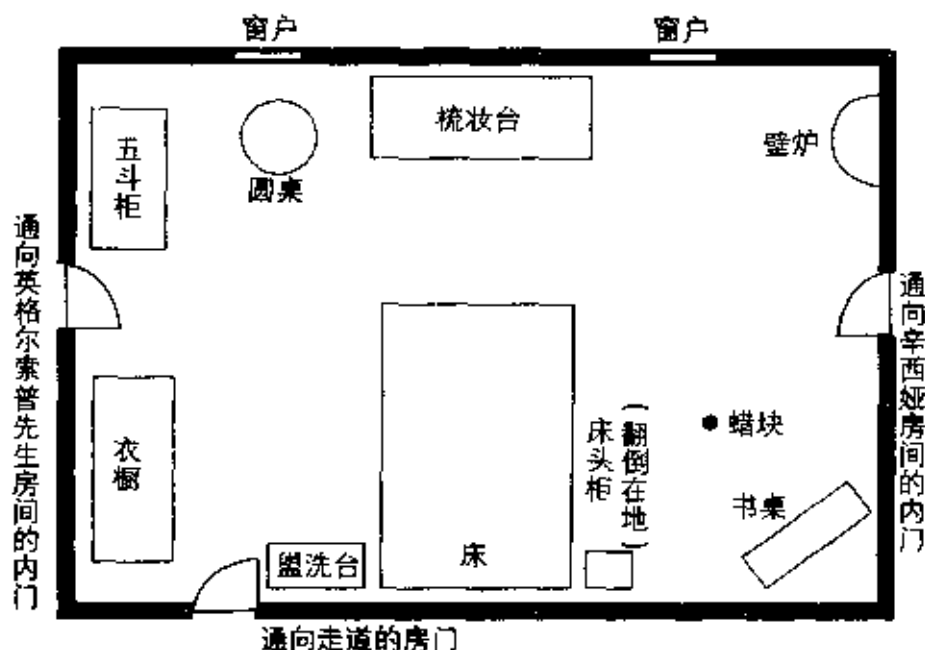 窗户
窗户
五斗柜
圆桌
梳妆台
壁炉
通向英格尔索普先生房间的内门
通向辛西娅房间的内门
衣橱
盥洗台
床
床头柜
(翻倒在地)
蜡块
书桌
通向走道的房门